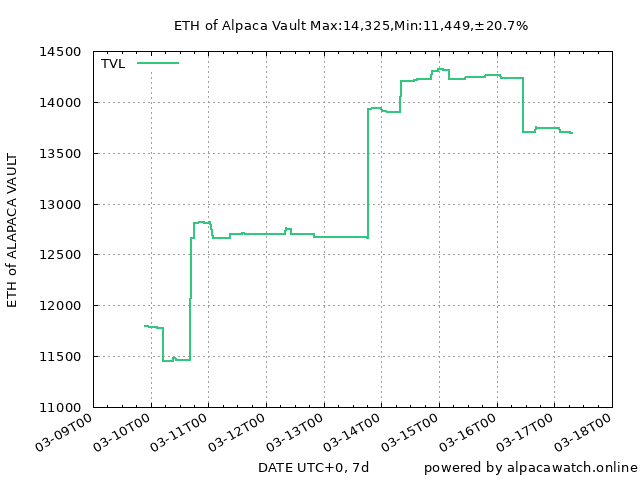 ETH of Alpaca Vault Max:14,325,Min:11,449,±20.7%
TVL
14500
14000
13500
13000
12500
12000
11500
11000
ETH of ALAPACA VAULT
03-09T00
03-10T00
03-11T00
03-12T00
03-13T00
03-14T00
03-15T00
03-16T00
03-17T00
03-18T00
DATE UTC+0, 7d
powered by alpacawatch.online